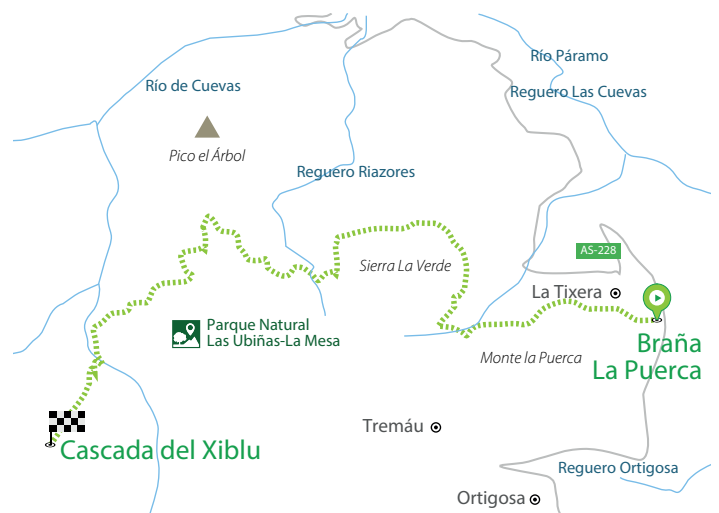 Río Páramo
Río de Cuevas
Reguero Las Cuevas
Pico el Árbol
Reguero Riazores
AS-228
Sierra La Verde
La Tixera
Parque Natural
Las Ubiñas-La Mesa
Braña
La Puerca
Monte la Puerca
Tremáu
Cascada del Xiblu
Reguero Ortigosa
Ortigosa